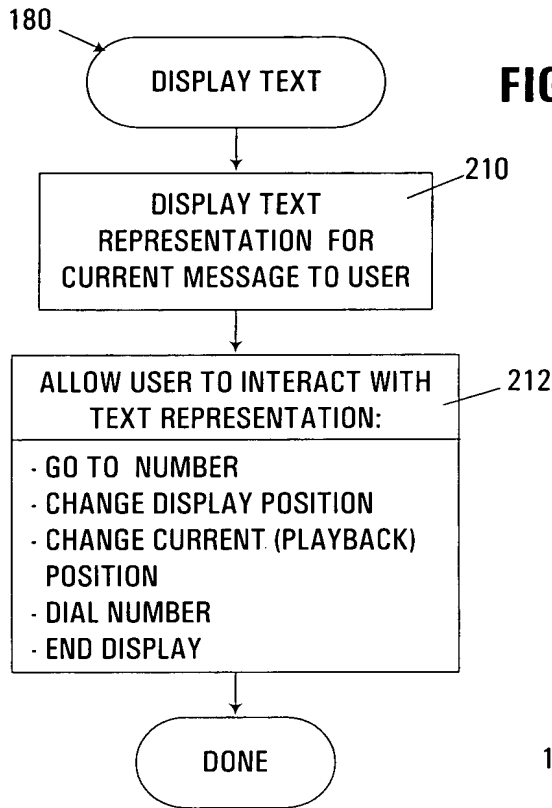 180
DISPLAY TEXT
FIG
210
DISPLAY TEXT
REPRESENTATION FOR
CURRENT MESSAGE TO USER
212
ALLOW USER TO INTERACT WITH
TEXT REPRESENTATION:
- GO TO NUMBER
- CHANGE DISPLAY POSITION
- CHANGE CURRENT (PLAYBACK)
POSITION
- DIAL NUMBER
- END DISPLAY
DONE
1